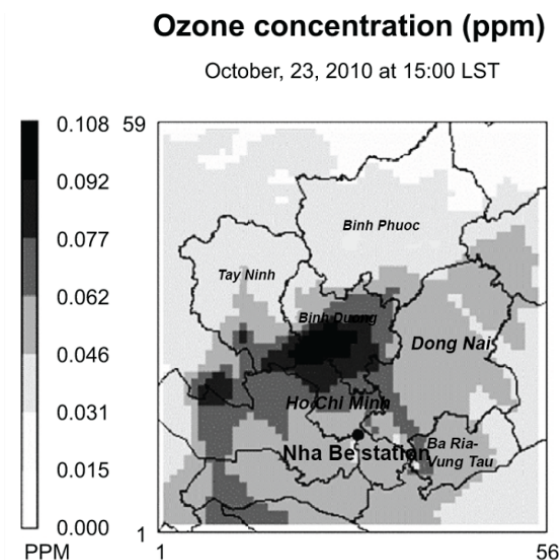 Ozone concentration (ppm)
October, 23, 2010 at 15:00 LST
0.108
0.092
0.077
0.062
0.046
0.031
0.015
0.000
PPM
59
1
1
56
Binh Phuoc
Tay Ninh
Binh Duong
Dong Nai
Ho Chi Minh
Nha Be station
Ba Ria-
Vung Tau